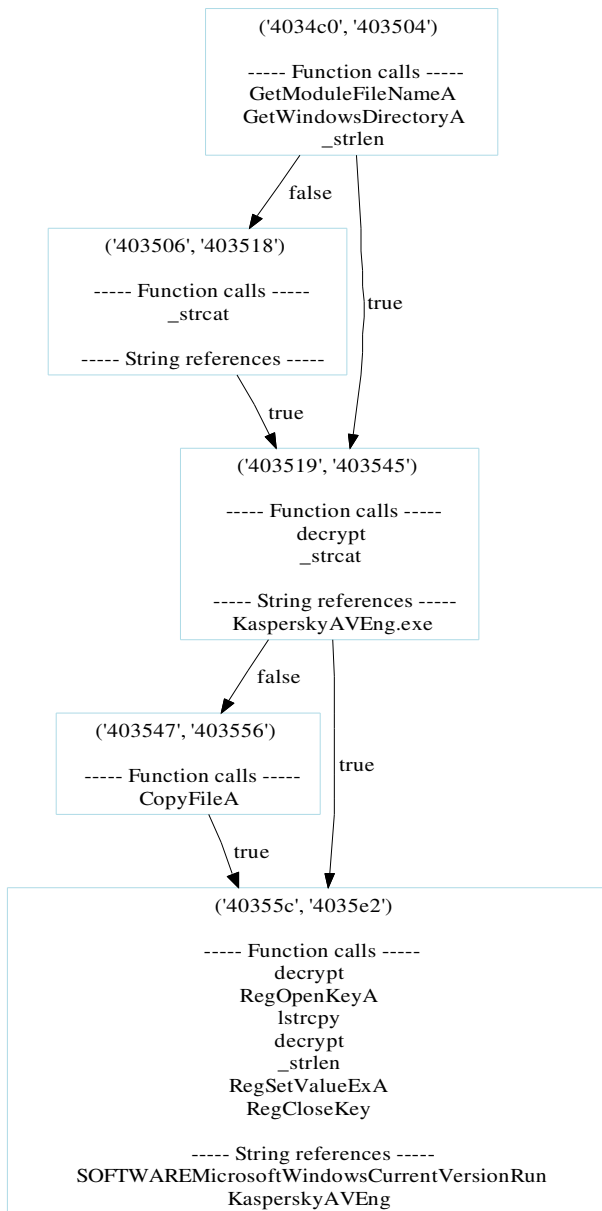 ('4034c0', '403504')
----- Function calls -----
GetModuleFileNameA
GetWindowsDirectoryA
_strlen
false
true
('403506', '403518')
----- Function calls -----
_strcat
----- String references -----
true
('403519', '403545')
----- Function calls -----
decrypt
_strcat
----- String references -----
KasperskyAVEng.exe
false
true
('403547', '403556')
----- Function calls -----
CopyFileA
true
('40355c', '4035e2')
----- Function calls -----
decrypt
RegOpenKeyA
lstrcpy
decrypt
_strlen
RegSetValueExA
RegCloseKey
----- String references -----
SOFTWAREMicrosoftWindowsCurrentVersionRun
KasperskyAVEng